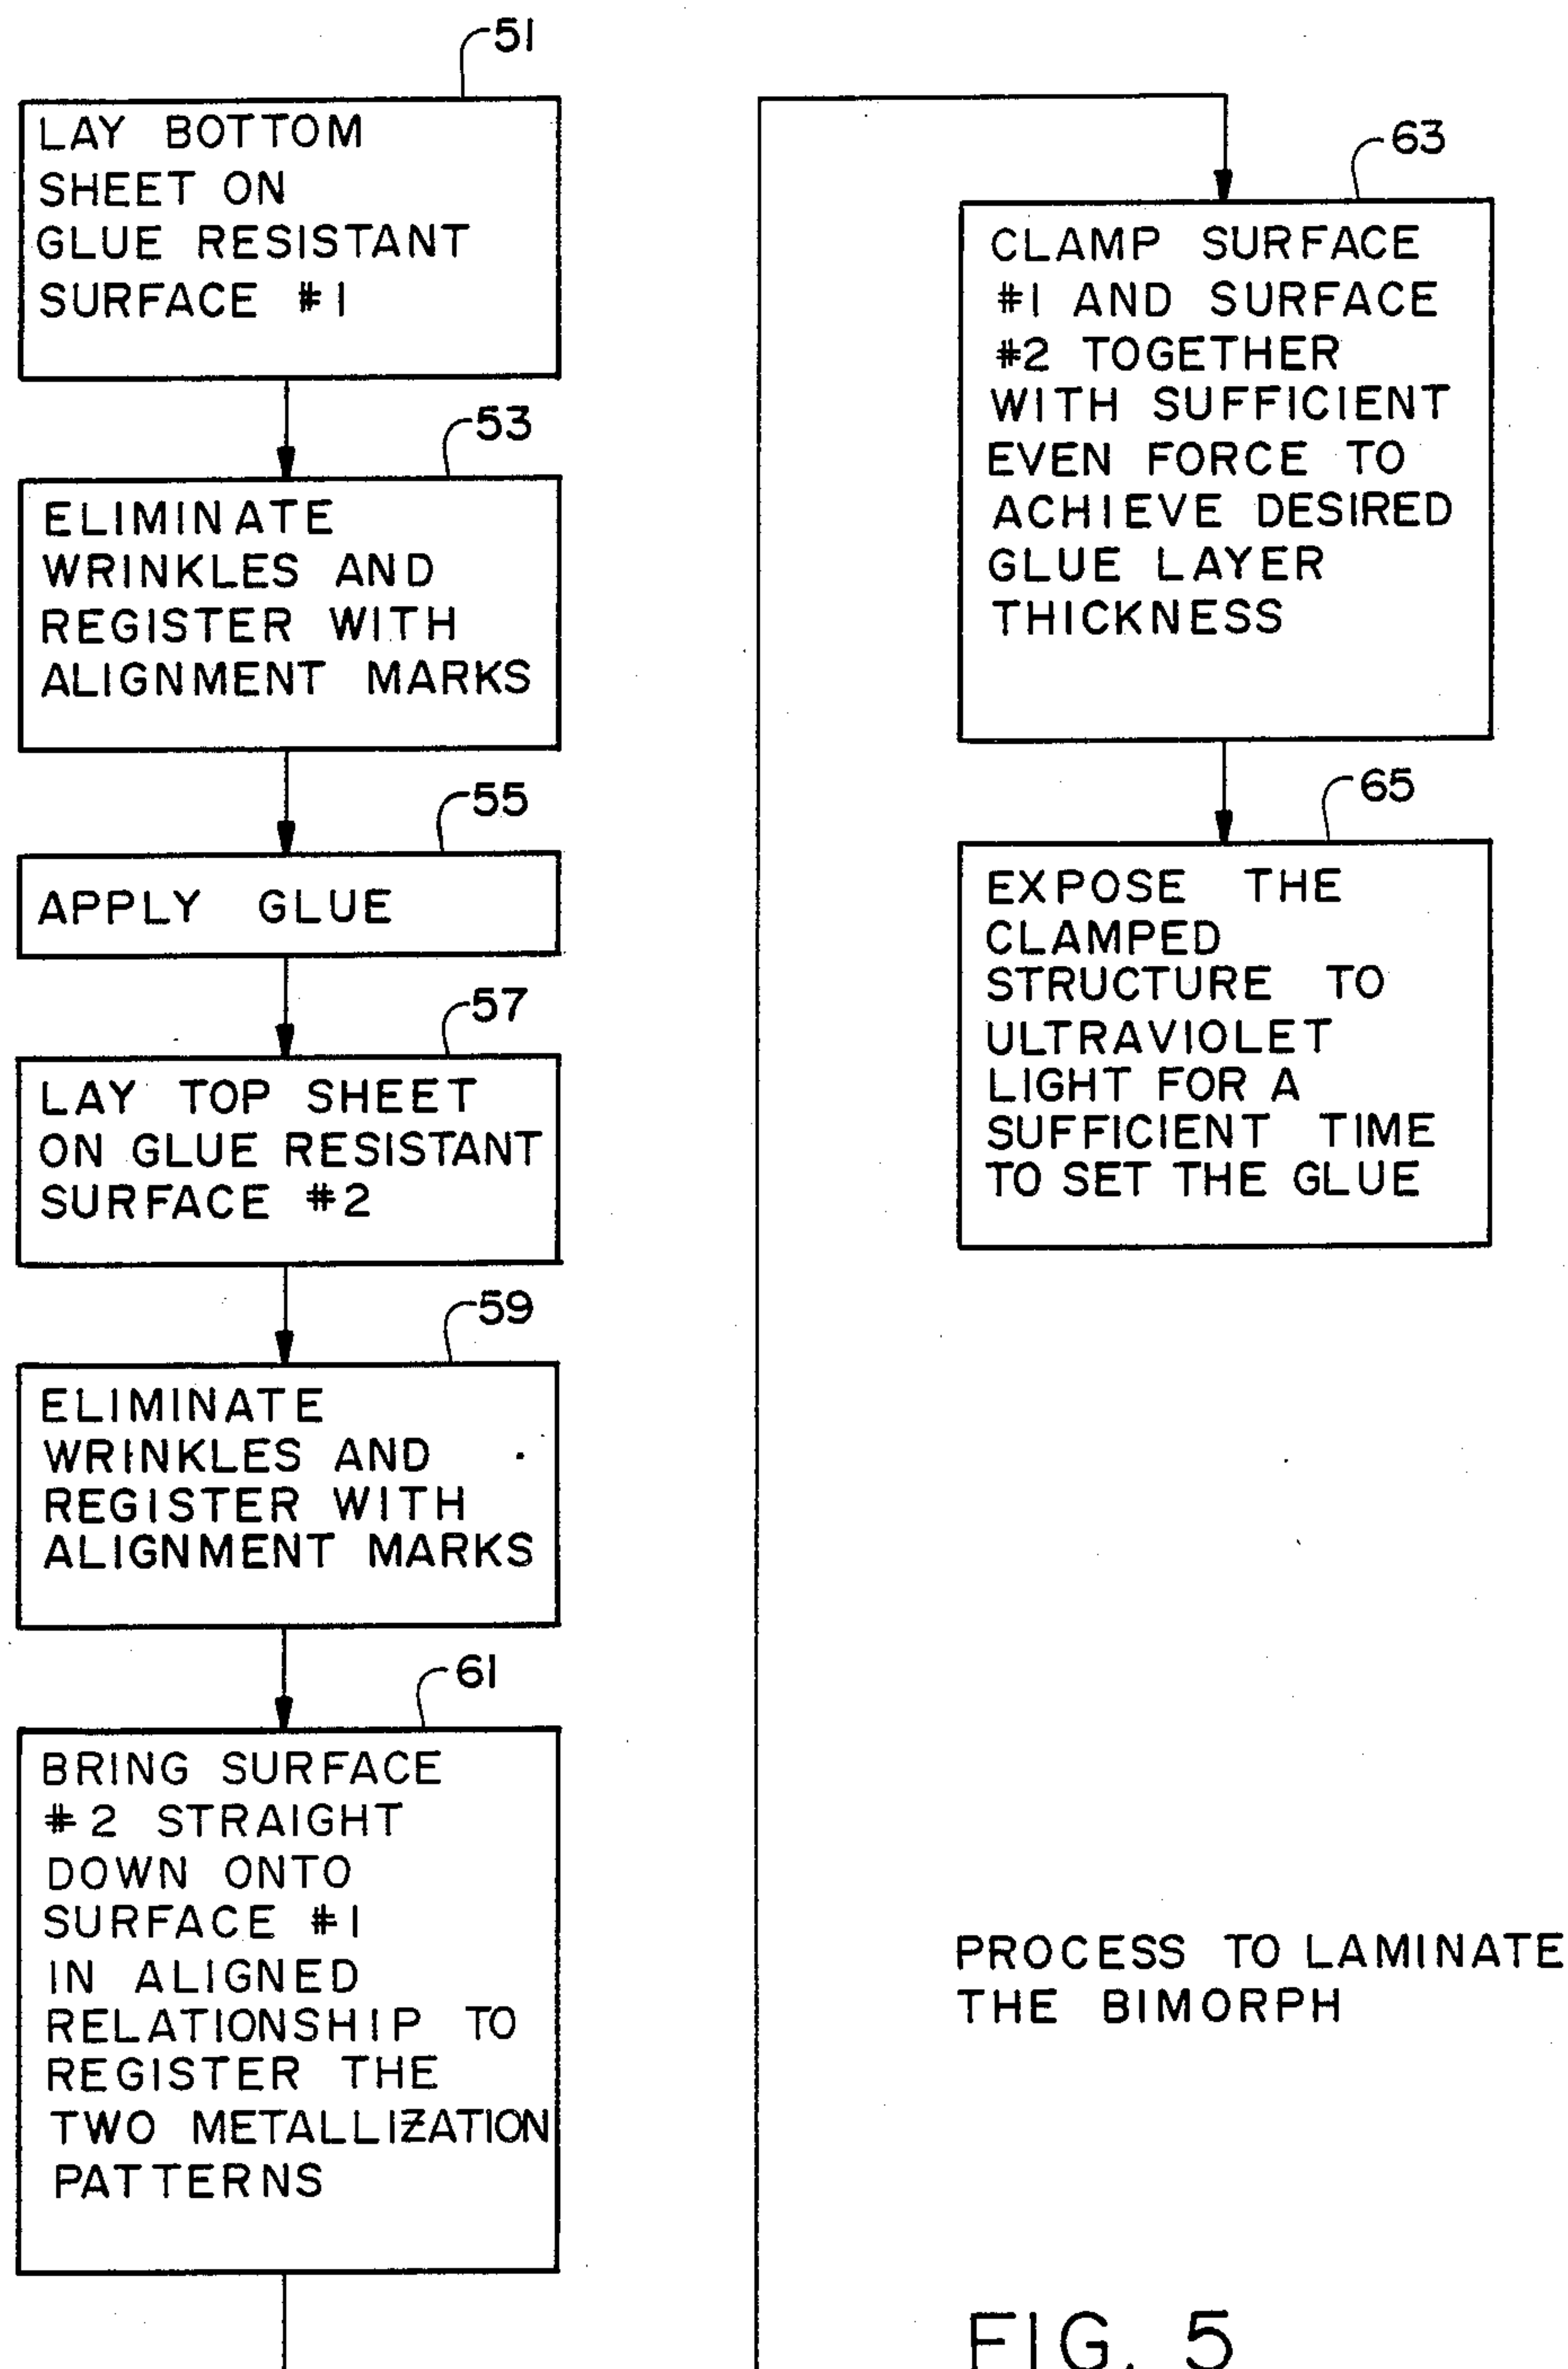 51
LAY BOTTOM
SHEET ON
GLUE RESISTANT
SURFACE #1
53
ELIMINATE
WRINKLES AND
REGISTER WITH
ALIGNMENT MARKS
55
APPLY GLUE
57
LAY TOP SHEET
ON GLUE RESISTANT
SURFACE #2
59
ELIMINATE
WRINKLES AND
REGISTER WITH
ALIGNMENT MARKS
61
BRING SURFACE
#2 STRAIGHT
DOWN ONTO
SURFACE #1
IN ALIGNED
RELATIONSHIP TO
REGISTER THE
TWO METALLIZATION
PATTERNS
63
CLAMP SURFACE
#1 AND SURFACE
#2 TOGETHER
WITH SUFFICIENT
EVEN FORCE TO
ACHIEVE DESIRED
GLUE LAYER
THICKNESS
65
EXPOSE THE
CLAMPED
STRUCTURE TO
ULTRAVIOLET
LIGHT FOR A
SUFFICIENT TIME
TO SET THE GLUE
PROCESS TO LAMINATE
THE BIMORPH
FIG. 5